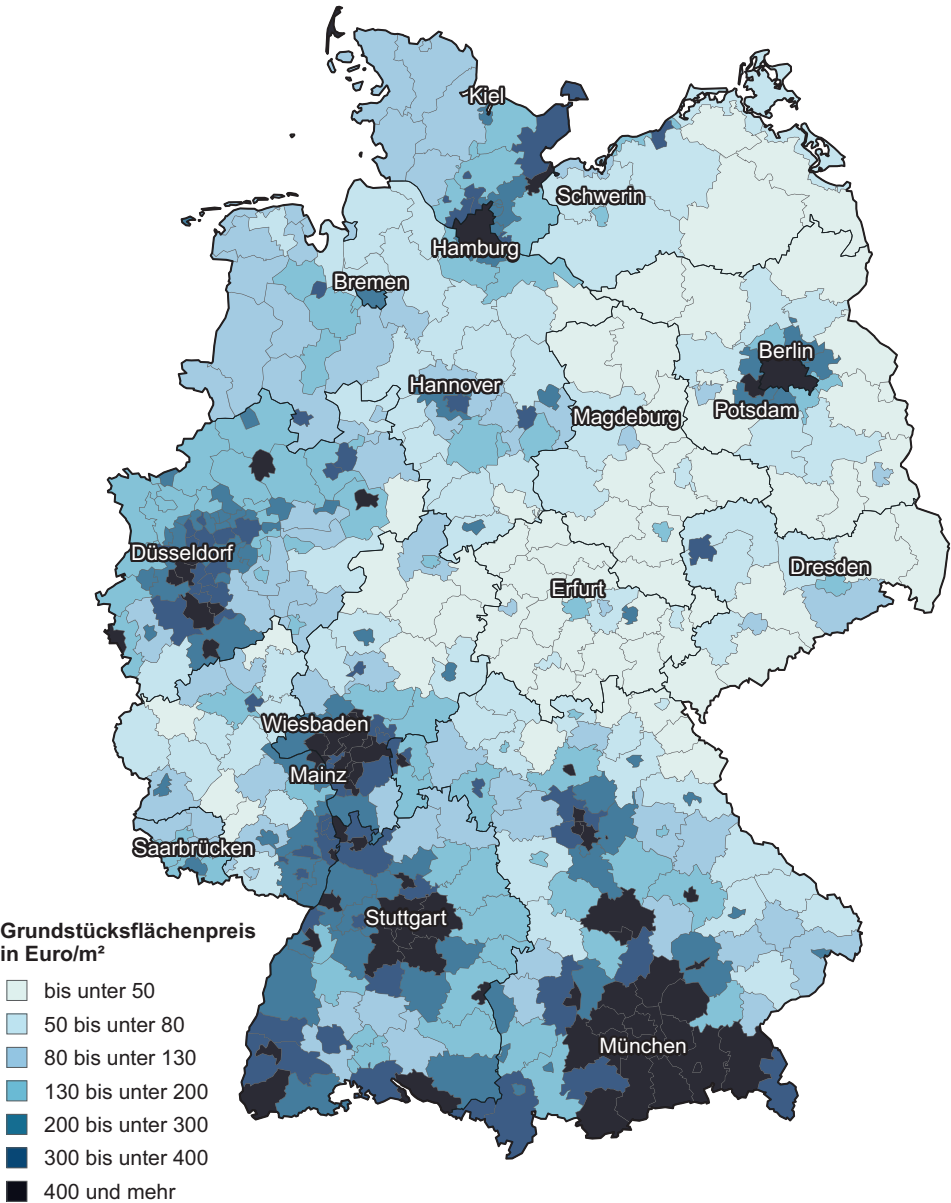 Kiel
Schwerin
Hamburg
Bremen
Berlin
Hannover
Potsdam
Magdeburg
Düsseldorf
Dresden
Erfurt
Wiesbaden
Mainz
Saarbrücken
Stuttgart
München
Grundstücksflächenpreis
in Euro/m²
bis unter 50
50 bis unter 80
80 bis unter 130
130 bis unter 200
200 bis unter 300
300 bis unter 400
400 und mehr